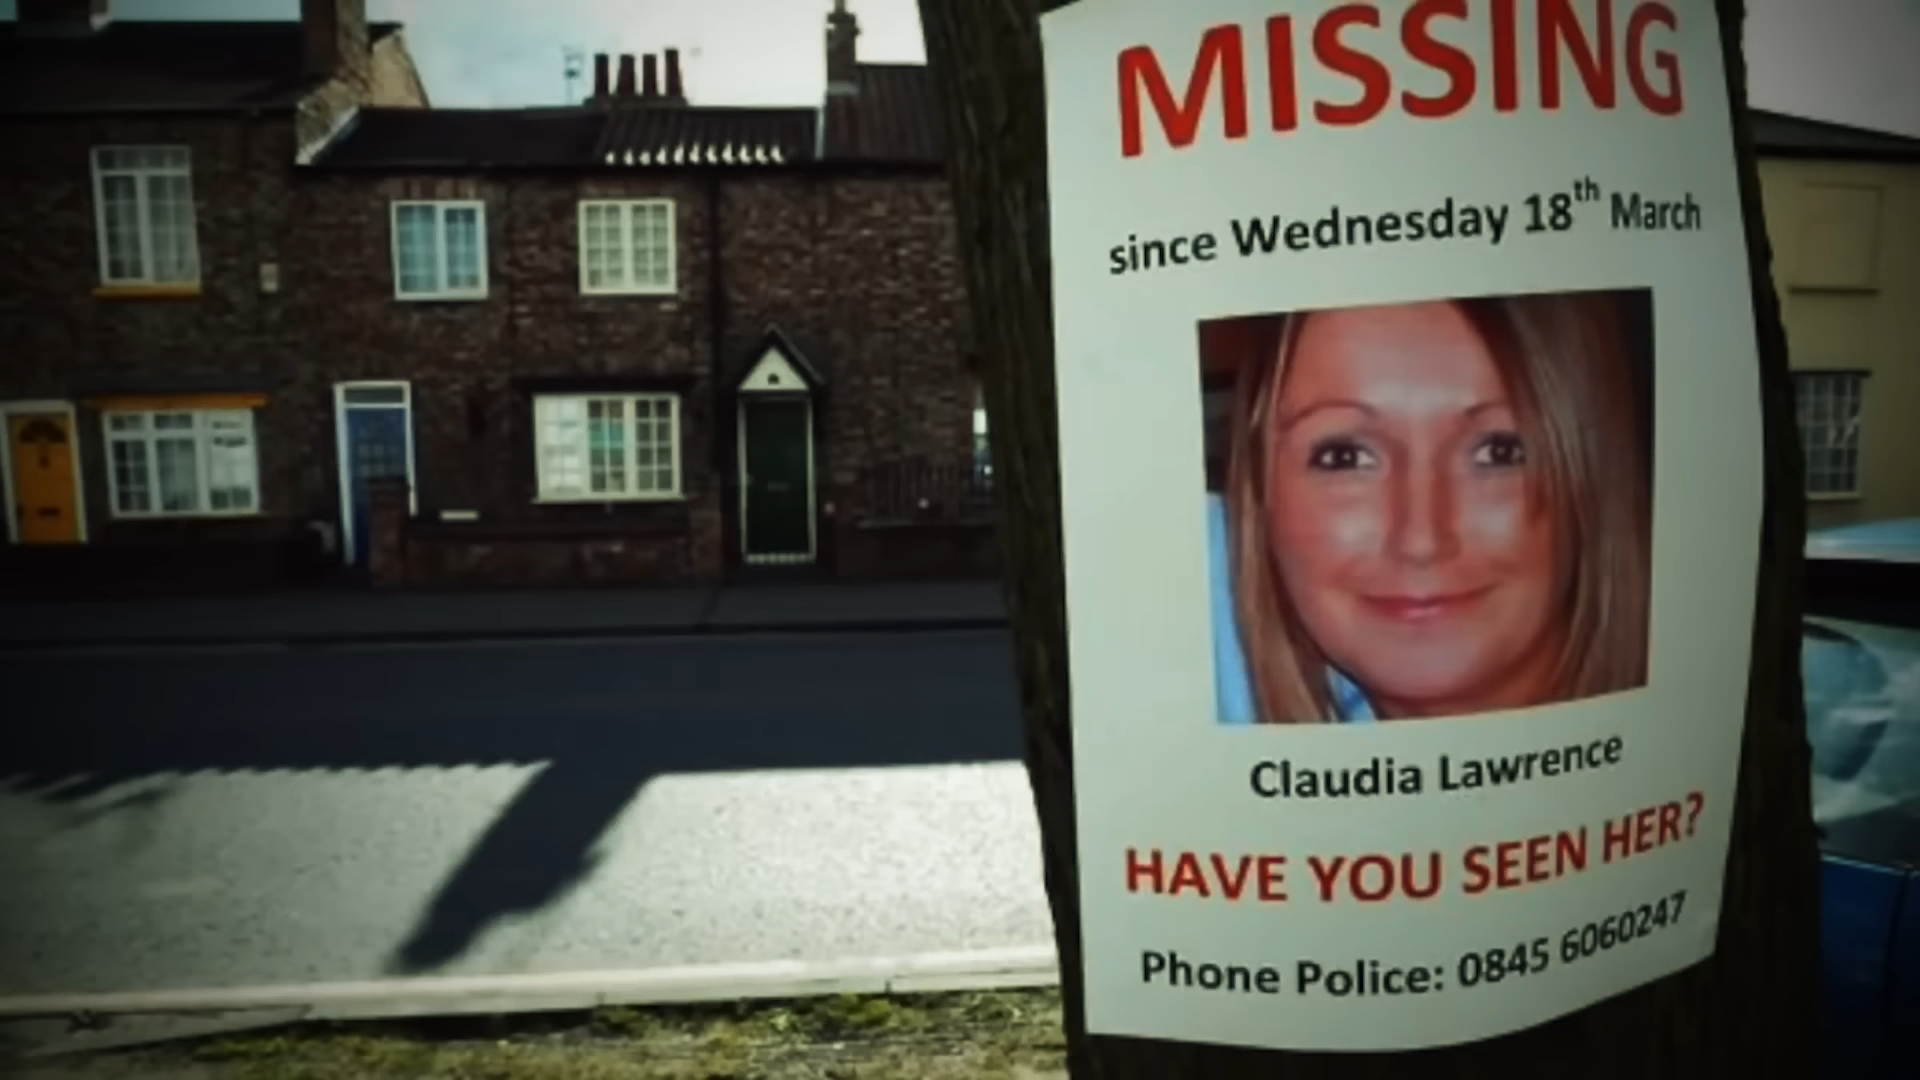 MISSING
since Wednesday 18th March
Claudia Lawrence
HAVE YOU SEEN HER?
Phone Police: 0845 6060247